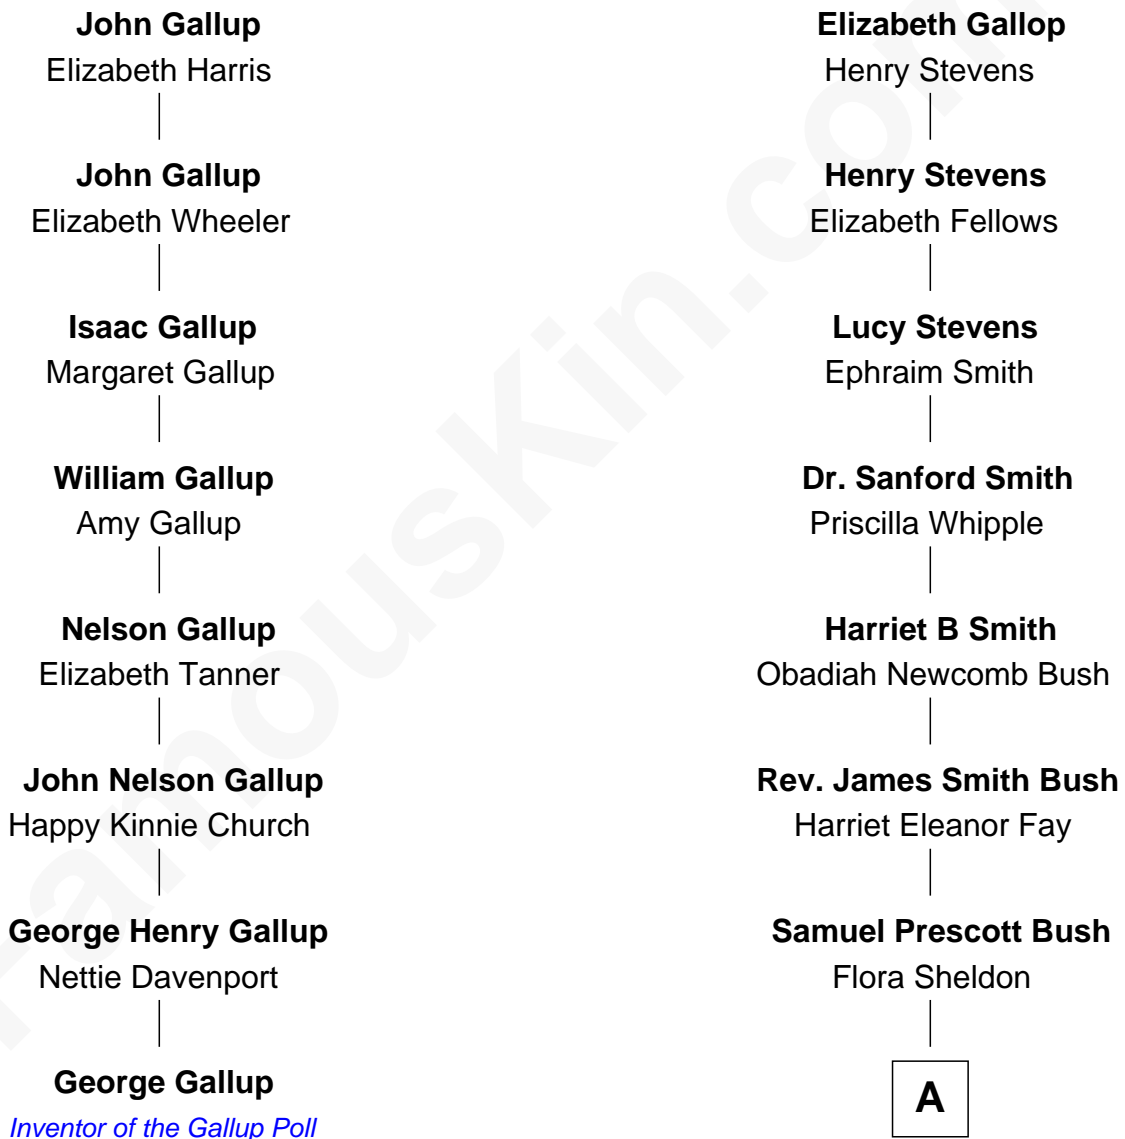 John Gallup
Elizabeth Harris
John Gallup
Elizabeth Wheeler
Isaac Gallup
Margaret Gallup
William Gallup
Amy Gallup
Nelson Gallup
Elizabeth Tanner
John Nelson Gallup
Happy Kinnie Church
George Henry Gallup
Nettie Davenport
George Gallup
Inventor of the Gallup Poll
Elizabeth Gallop
Henry Stevens
Henry Stevens
Elizabeth Fellows
Lucy Stevens
Ephraim Smith
Dr. Sanford Smith
Priscilla Whipple
Harriet B Smith
Obadiah Newcomb Bush
Rev. James Smith Bush
Harriet Eleanor Fay
Samuel Prescott Bush
Flora Sheldon
A
FamousKin.com